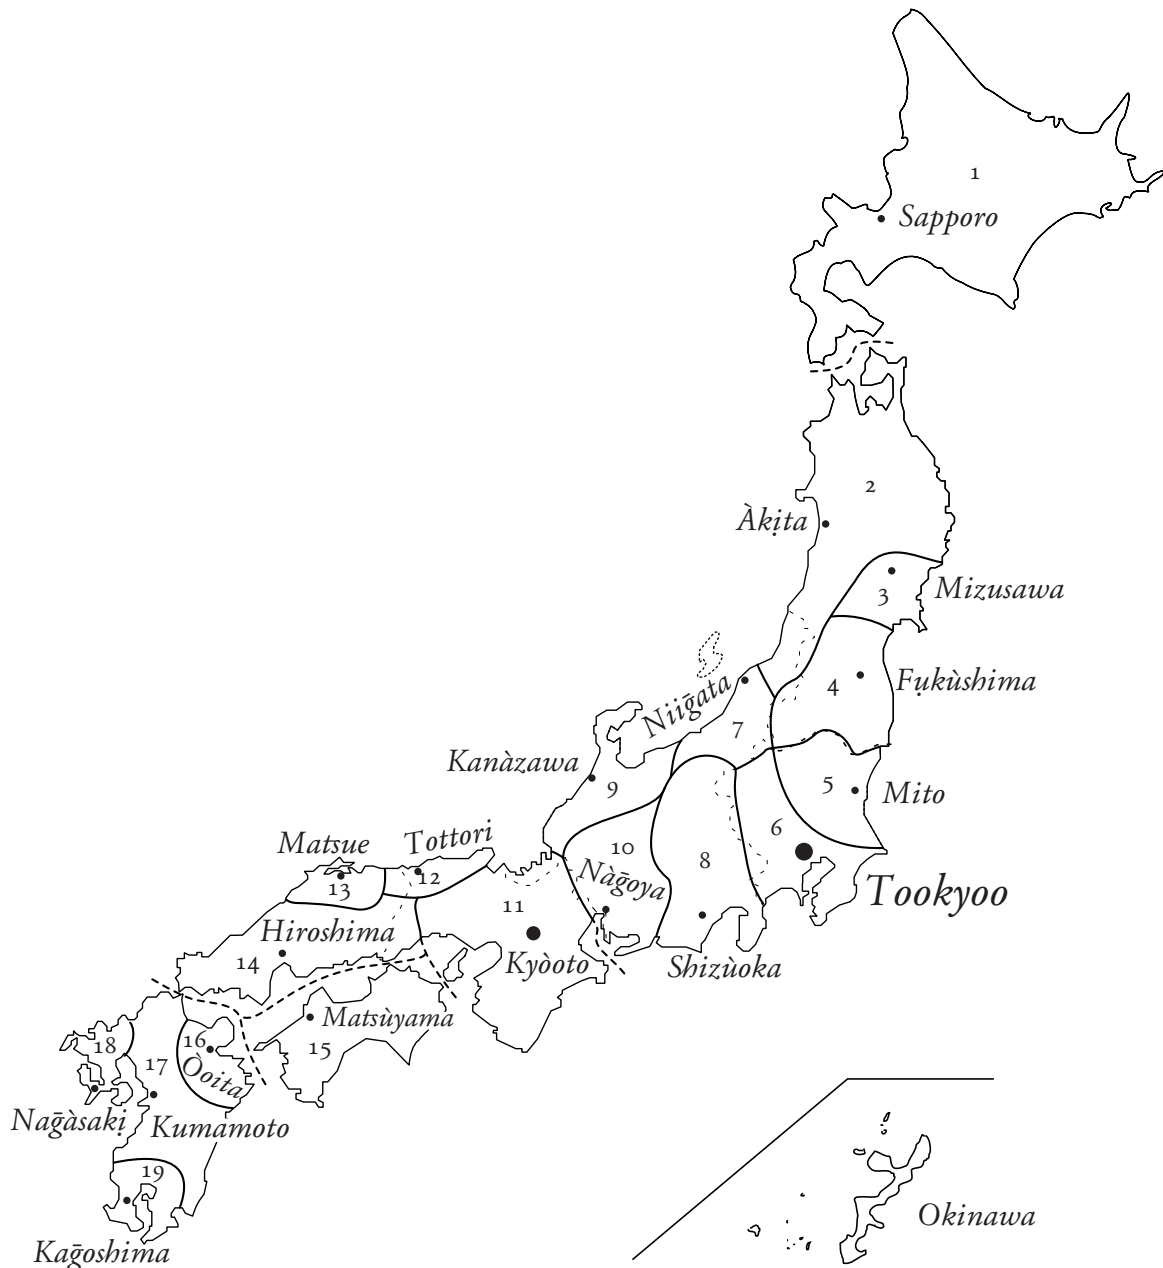 1
Sapporo
2
Àkịta
3
Mizusawa
4
Fụkùshima
Niiḡata
7
Kanàzawa
9
5
Mito
6
Matsue
Tottori
10
8
13
12
Nàḡoya
Tookyoo
11
Hiroshima
14
Kyòoto
Shizùoka
Matsùyama
15
18
16
17
Òoita
Naḡàsakị
Kumamoto
19
Kaḡoshima
Okinawa